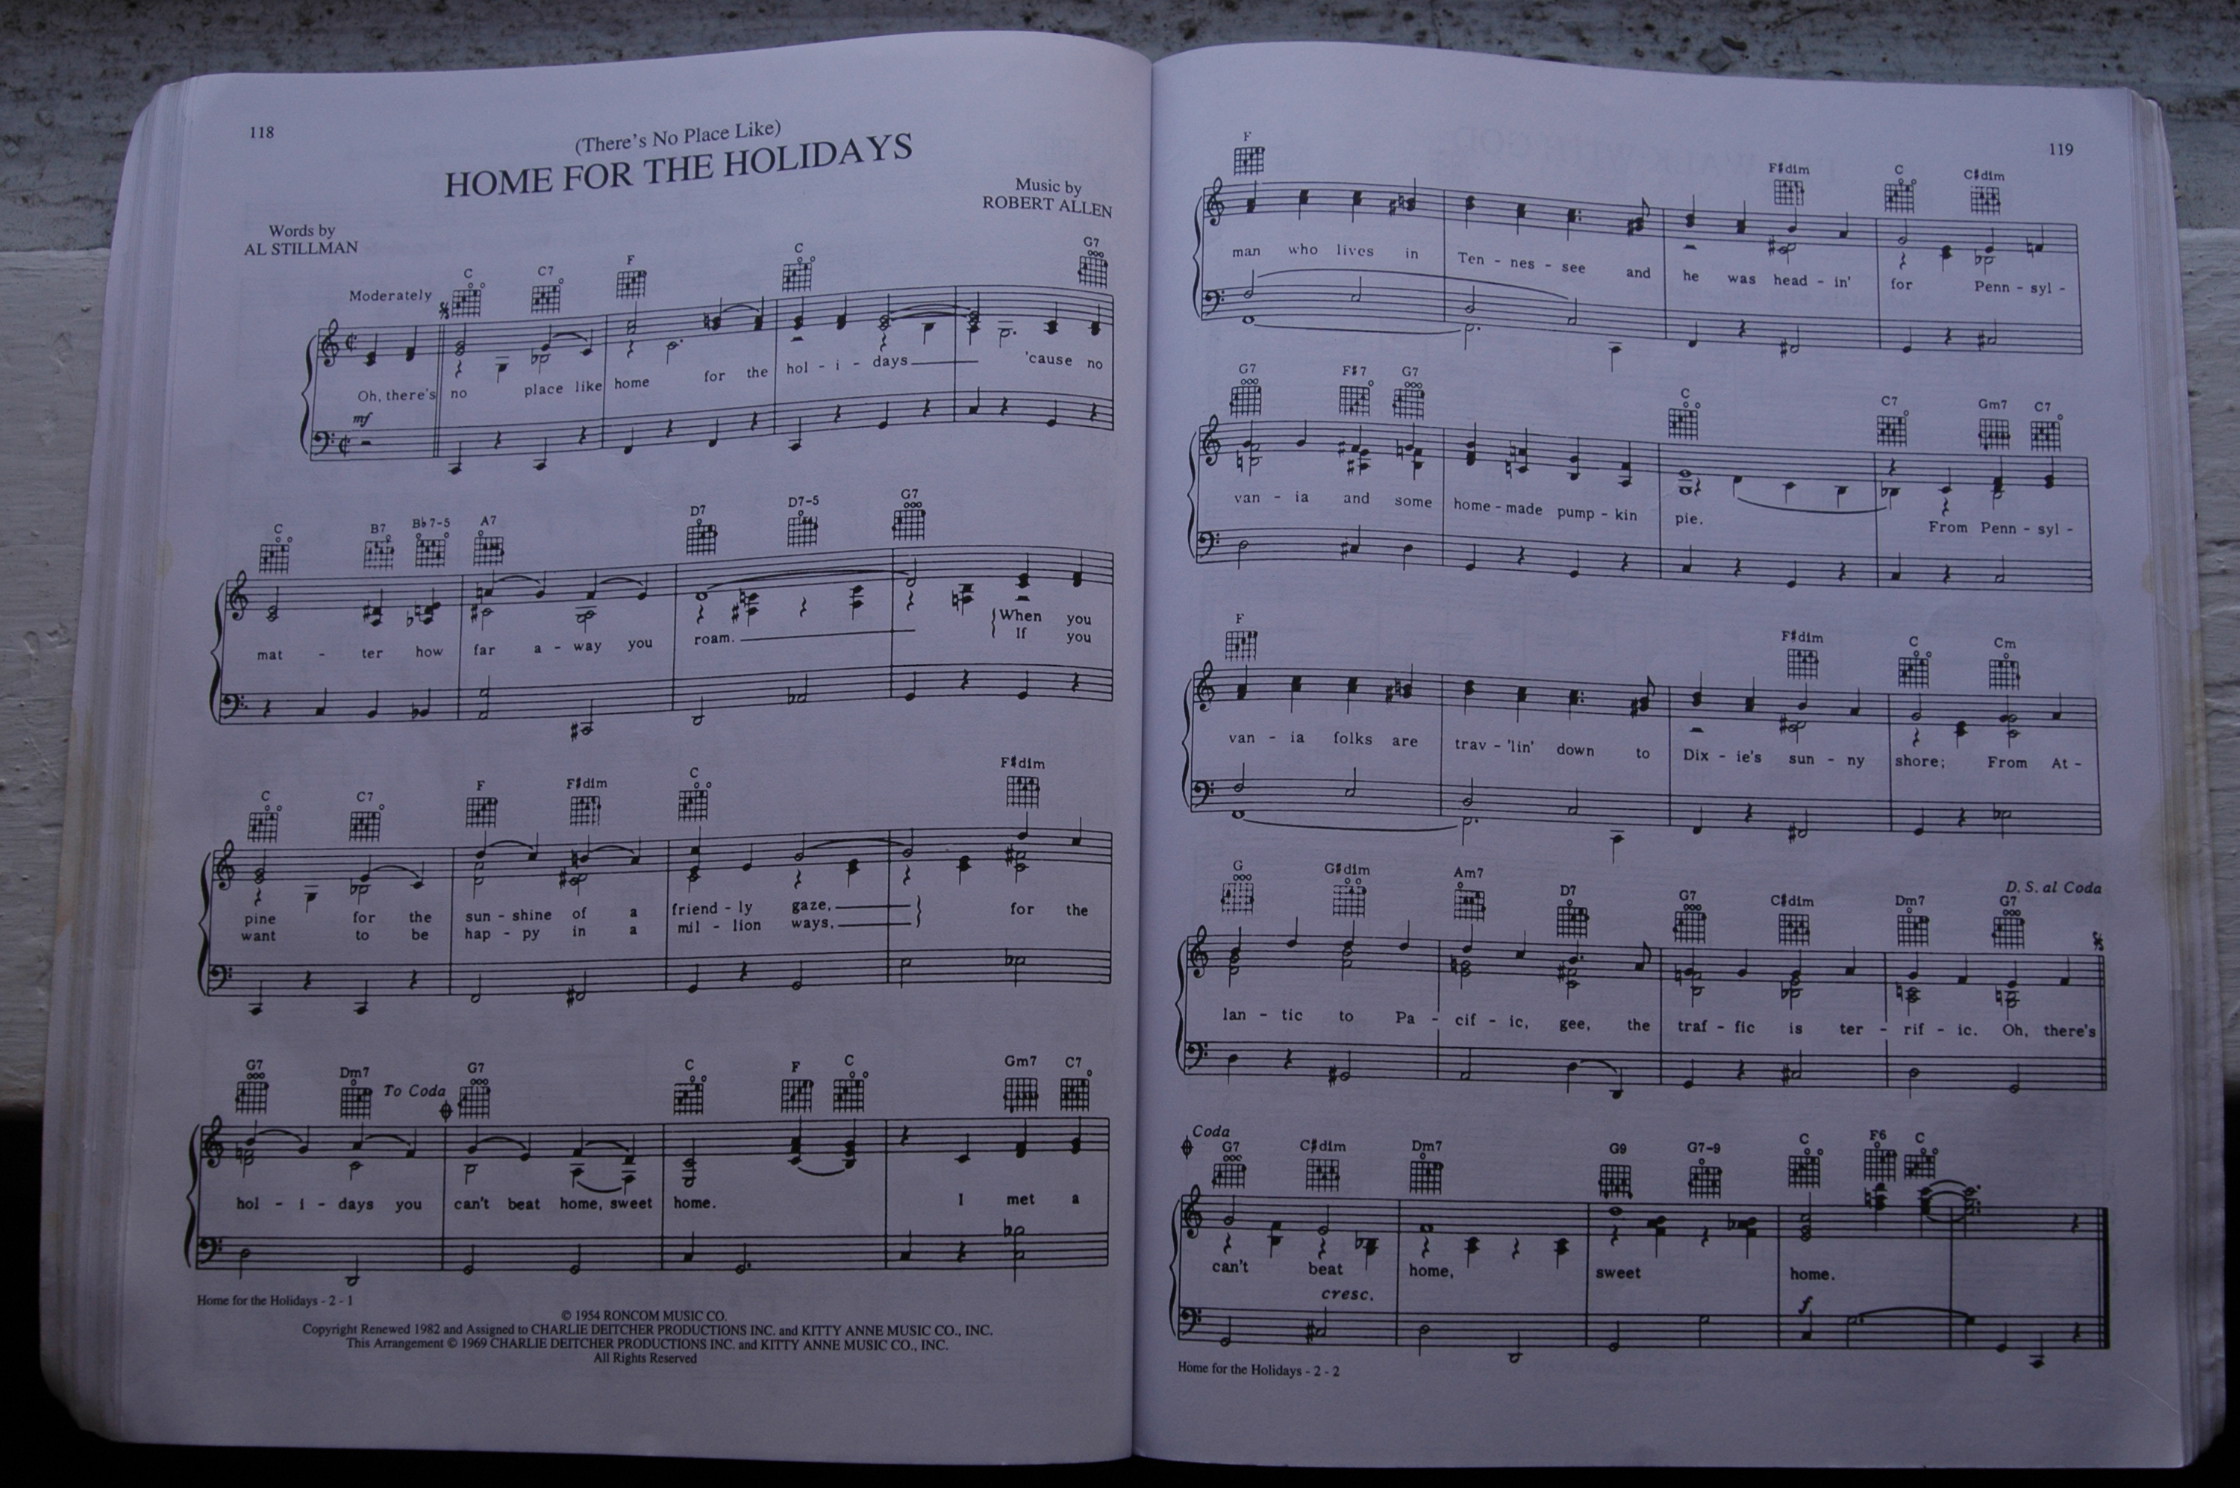 118
(There's No Place Like)
HOME FOR THE HOLIDAYS
Music by
ROBERT ALLEN
Words by
AL STILLMAN
Moderately
C C7 F C G7
Oh, there's no place like home for the hol - i - days 'cause no
mf
C B7 B♭7-5 A7 D7 D7-5 G7
mat - ter how far a - way you roam. {When you
{ If you
C C7 F F♯dim C F♯dim
pine for the sun - shine of a friend - ly gaze, } for the
want to be hap - py in a mil - lion ways, }
G7 Dm7 To Coda G7 C F C Gm7 C7
hol - i - days you can't beat home, sweet home. I met a
Home for the Holidays - 2 - 1
© 1954 RONCOM MUSIC CO.
Copyright Renewed 1982 and Assigned to CHARLIE DEITCHER PRODUCTIONS INC. and KITTY ANNE MUSIC CO., INC.
This Arrangement © 1969 CHARLIE DEITCHER PRODUCTIONS INC. and KITTY ANNE MUSIC CO., INC.
All Rights Reserved
119
F F♯dim C C♯dim
man who lives in Ten - nes - see and he was head - in' for Penn - syl -
G7 F♯7 G7 C C7 Gm7 C7
van - ia and some home - made pump - kin pie. From Penn - syl -
F F♯dim C Cm
van - ia folks are trav - 'lin' down to Dix - ie's sun - ny shore; From At -
D. S. al Coda
G G♯dim Am7 D7 G7 C♯dim Dm7 G7
lan - tic to Pa - cif - ic, gee, the traf - fic is ter - rif - ic. Oh, there's
Coda
G7 C♯dim Dm7 G9 G7-9 C F6 C
can't beat home, sweet home.
cresc. f
Home for the Holidays - 2 - 2